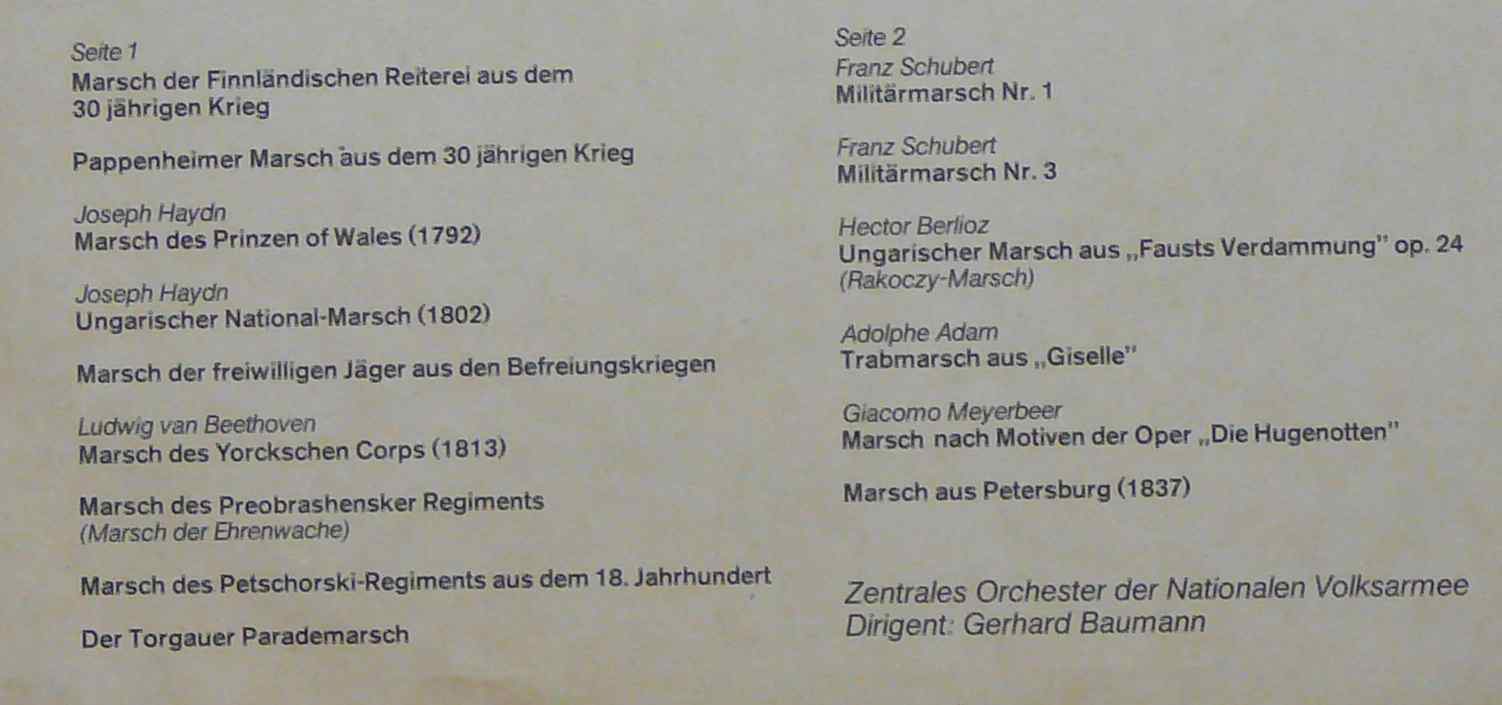 Seite 1
Marsch der Finnländischen Reiterei aus dem
30 jährigen Krieg
Pappenheimer Marsch aus dem 30 jährigen Krieg
Joseph Haydn
Marsch des Prinzen of Wales (1792)
Joseph Haydn
Ungarischer National-Marsch (1802)
Marsch der freiwilligen Jäger aus den Befreiungskriegen
Ludwig van Beethoven
Marsch des Yorckschen Corps (1813)
Marsch des Preobrashensker Regiments
(Marsch der Ehrenwache)
Marsch des Petschorski-Regiments aus dem 18. Jahrhundert
Der Torgauer Parademarsch
Seite 2
Franz Schubert
Militärmarsch Nr. 1
Franz Schubert
Militärmarsch Nr. 3
Hector Berlioz
Ungarischer Marsch aus „Fausts Verdammung” op. 24
(Rakoczy-Marsch)
Adolphe Adam
Trabmarsch aus „Giselle”
Giacomo Meyerbeer
Marsch nach Motiven der Oper „Die Hugenotten”
Marsch aus Petersburg (1837)
Zentrales Orchester der Nationalen Volksarmee
Dirigent: Gerhard Baumann